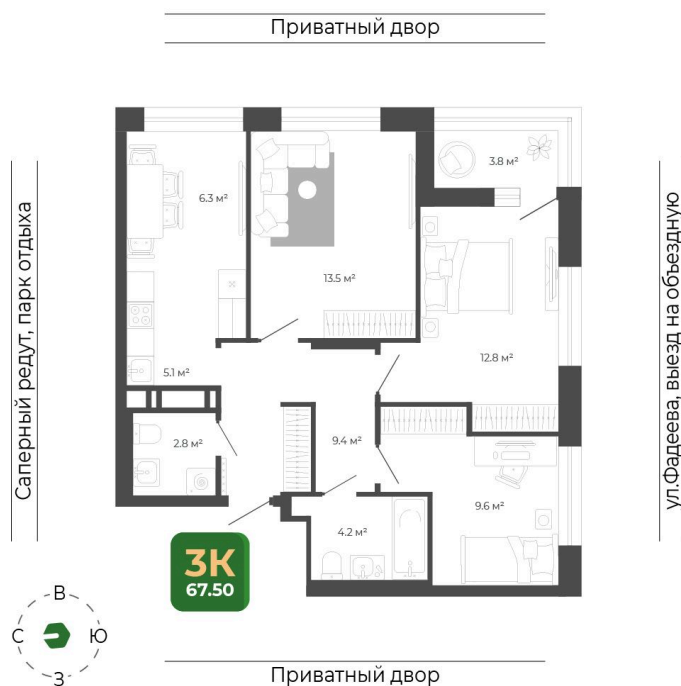 Приватный двор
3.8 м²
6.3 м²
13.5 м²
Саперный редут, парк отдыха
ул.Фадеева, выезд на объездную
12.8 м²
5.1 м²
2.8 м²
9.4 м²
9.6 м²
4.2 м²
3К
67.50
В
С
Ю
З
Приватный двор